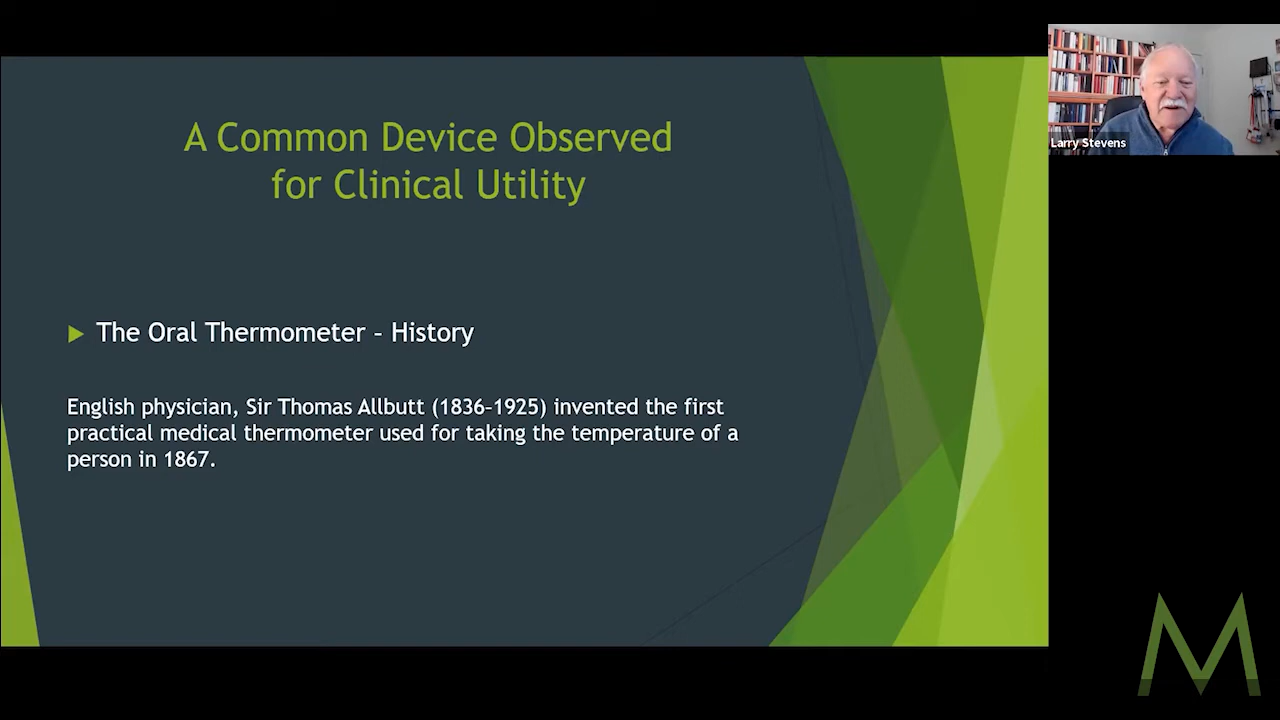 A Common Device Observed
for Clinical Utility
The Oral Thermometer – History
English physician, Sir Thomas Allbutt (1836–1925) invented the first
practical medical thermometer used for taking the temperature of a
person in 1867.
Larry Stevens
M